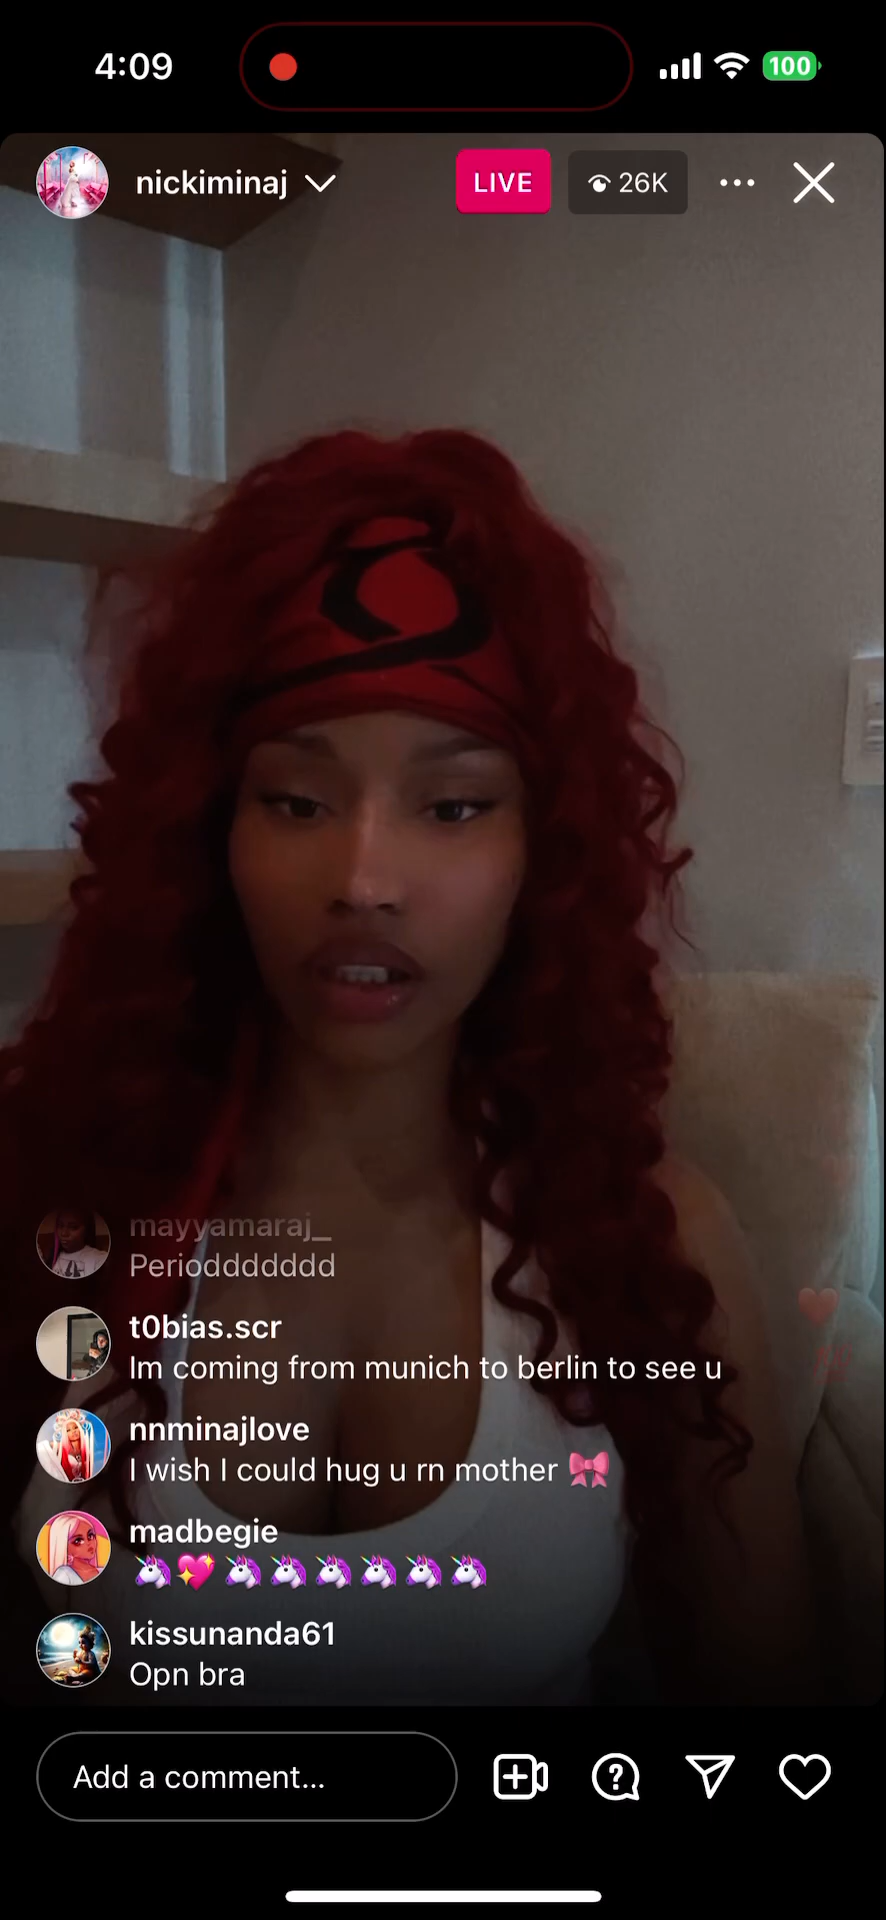 4:09
100
nickiminaj
LIVE
26K
mayyamaraj_
Perioddddddd
t0bias.scr
Im coming from munich to berlin to see u
nnminajlove
I wish I could hug u rn mother 🎀
madbegie
🦄💖🦄🦄🦄🦄🦄🦄
kissunanda61
Opn bra
Add a comment...